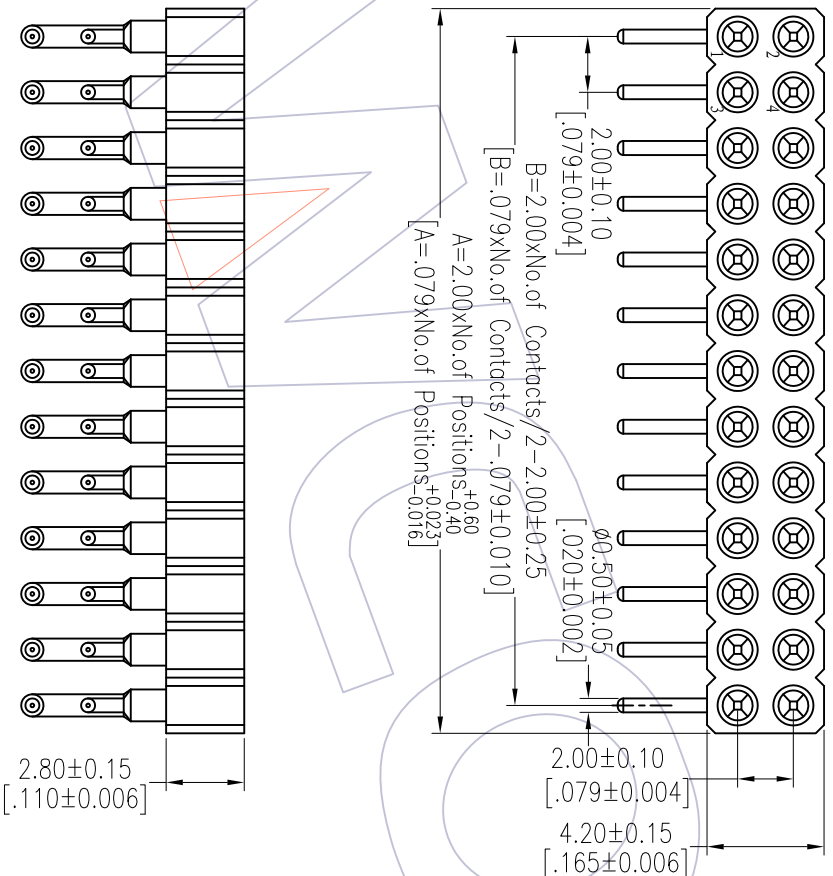 1
2
3
4
2.00±0.10
[.079±0.004]
B=2.00xNo.of Contacts/2-2.00±0.25
[B=.079xNo.of Contacts/2-.079±0.010]
A=2.00xNo.of Positions+0.60 -0.40
[A=.079xNo.of Positions+0.023 -0.016]
ø0.50±0.05
[.020±0.002]
2.80±0.15
[.110±0.006]
2.00±0.10
[.079±0.004]
4.20±0.15
[.165±0.006]